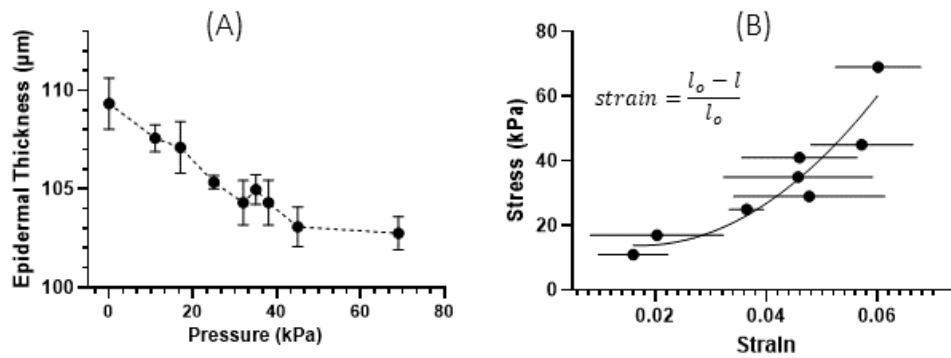 (A)
Epidermal Thickness (μm)
110
105
100
0 20 40 60 80
Pressure (kPa)
(B)
strain = (l_o − l) / l_o
Stress (kPa)
80
60
40
20
0
0.02 0.04 0.06
StraIn